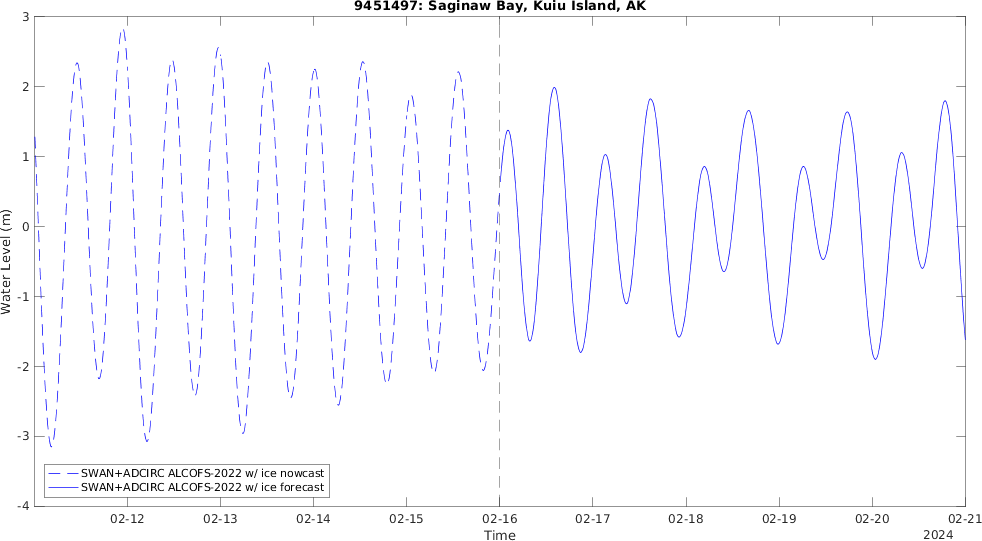 9451497: Saginaw Bay, Kuiu Island, AK
3
2
1
0
-1
-2
-3
-4
Water Level (m)
SWAN+ADCIRC ALCOFS-2022 w/ ice nowcast
SWAN+ADCIRC ALCOFS-2022 w/ ice forecast
02-12 02-13 02-14 02-15 02-16 02-17 02-18 02-19 02-20 02-21
Time
2024